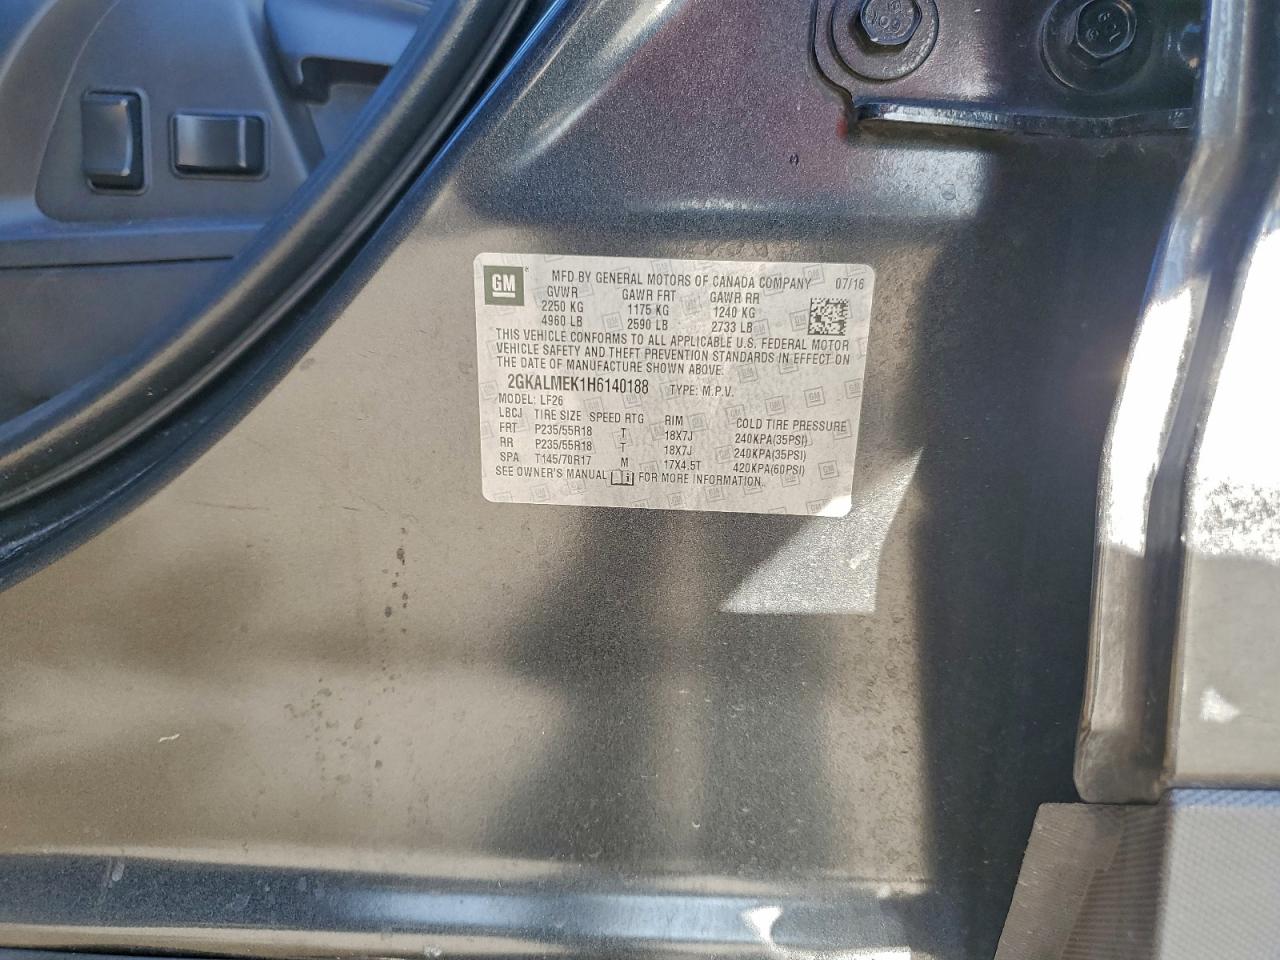 GM MFD BY GENERAL MOTORS OF CANADA COMPANY 07/16
GVWR GAWR FRT GAWR RR
2250 KG 1175 KG 1240 KG
4960 LB 2590 LB 2733 LB
THIS VEHICLE CONFORMS TO ALL APPLICABLE U.S. FEDERAL MOTOR
VEHICLE SAFETY AND THEFT PREVENTION STANDARDS IN EFFECT ON
THE DATE OF MANUFACTURE SHOWN ABOVE.
2GKALMEK1H6140188 TYPE: M.P.V.
MODEL: LF26
LBCJ TIRE SIZE SPEED RTG RIM COLD TIRE PRESSURE
FRT P235/55R18 T 18X7J 240KPA(35PSI)
RR P235/55R18 T 18X7J 240KPA(35PSI)
SPA T145/70R17 M 17X4.5T 420KPA(60PSI)
SEE OWNER'S MANUAL FOR MORE INFORMATION.